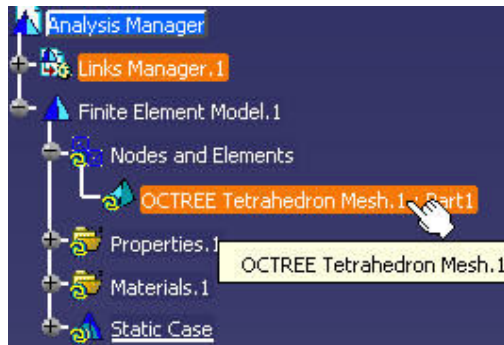 Analysis Manager
Links Manager.1
Finite Element Model.1
Nodes and Elements
OCTREE Tetrahedron Mesh.1 Part1
Properties.1
OCTREE Tetrahedron Mesh.1
Materials.1
Static Case